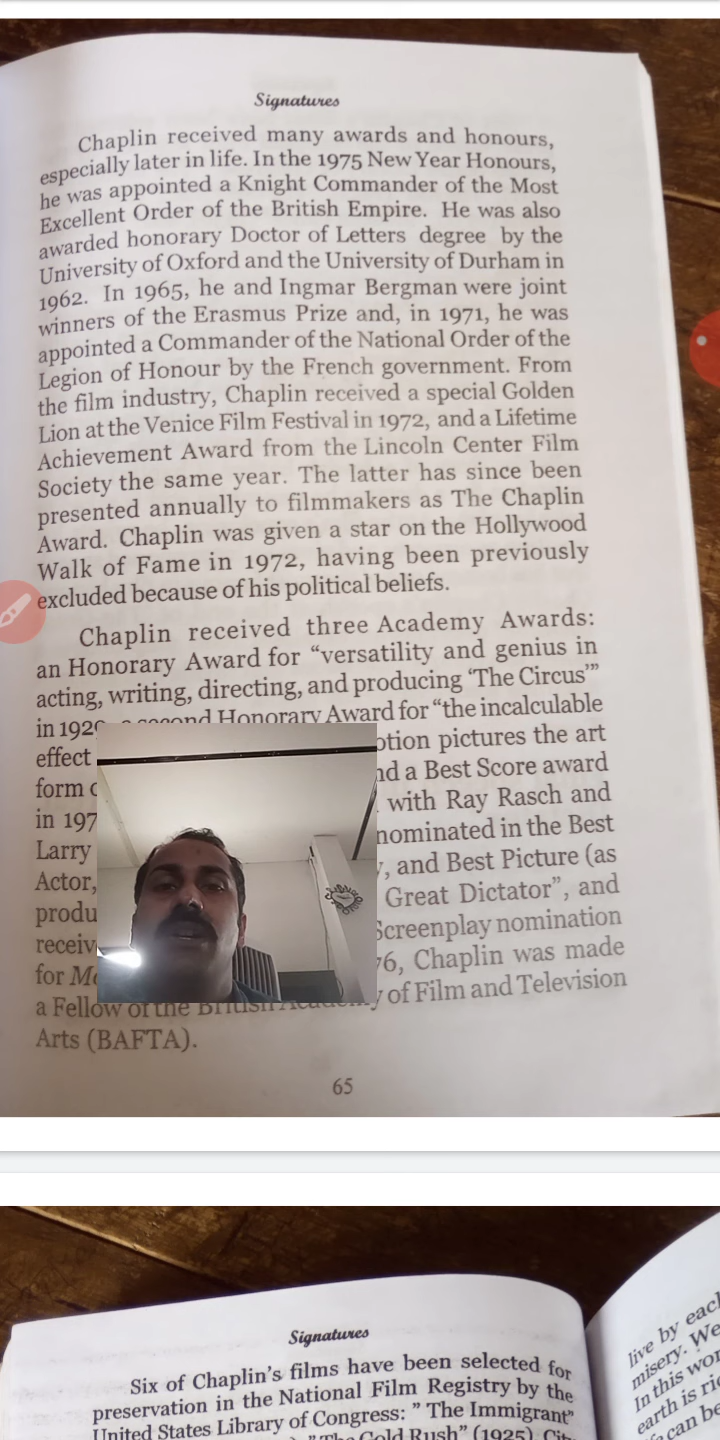 Signatures
Chaplin received many awards and honours,
especially later in life. In the 1975 New Year Honours,
he was appointed a Knight Commander of the Most
Excellent Order of the British Empire. He was also
awarded honorary Doctor of Letters degree by the
University of Oxford and the University of Durham in
1962. In 1965, he and Ingmar Bergman were joint
winners of the Erasmus Prize and, in 1971, he was
appointed a Commander of the National Order of the
Legion of Honour by the French government. From
the film industry, Chaplin received a special Golden
Lion at the Venice Film Festival in 1972, and a Lifetime
Achievement Award from the Lincoln Center Film
Society the same year. The latter has since been
presented annually to filmmakers as The Chaplin
Award. Chaplin was given a star on the Hollywood
Walk of Fame in 1972, having been previously
excluded because of his political beliefs.
Chaplin received three Academy Awards:
an Honorary Award for “versatility and genius in
acting, writing, directing, and producing ‘The Circus’”
in Honorary Award for “the incalculable
effect pictures the art
form a Best Score award
in with Ray Rasch and
Larry nominated in the Best
Actor, and Best Picture (as
Great Dictator”, and
Screenplay nomination
for Chaplin was made
a Fellow of the British Academy of Film and Television
Arts (BAFTA).
65
Signatures
Six of Chaplin’s films have been selected for
preservation in the National Film Registry by the
United States Library of Congress: ” The Immigrant”
Gold Rush” (1925)
live by
misery.
In this
earth is
can be